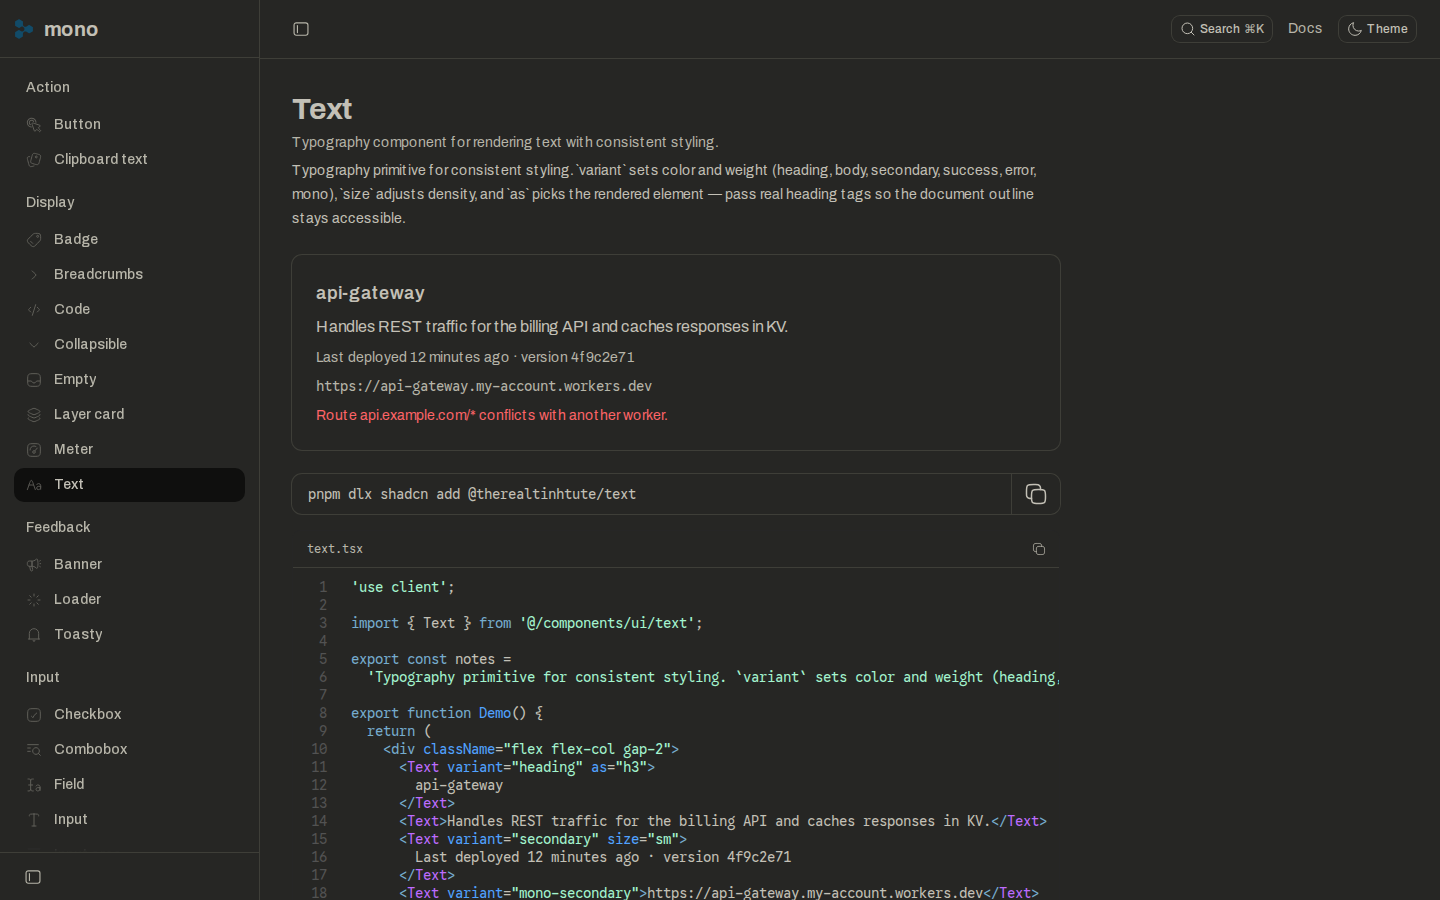 mono
Search ⌘K
Docs
Theme
Action
Button
Clipboard text
Display
Badge
Breadcrumbs
Code
Collapsible
Empty
Layer card
Meter
Aa Text
Feedback
Banner
Loader
Toasty
Input
Checkbox
Combobox
Field
Input
Text
Typography component for rendering text with consistent styling.
Typography primitive for consistent styling. `variant` sets color and weight (heading, body, secondary, success, error,
mono), `size` adjusts density, and `as` picks the rendered element — pass real heading tags so the document outline
stays accessible.
api-gateway
Handles REST traffic for the billing API and caches responses in KV.
Last deployed 12 minutes ago · version 4f9c2e71
https://api-gateway.my-account.workers.dev
Route api.example.com/* conflicts with another worker.
pnpm dlx shadcn add @therealtinhtute/text
text.tsx
1 'use client';
2
3 import { Text } from '@/components/ui/text';
4
5 export const notes =
6 'Typography primitive for consistent styling. `variant` sets color and weight (heading,
7
8 export function Demo() {
9 return (
10 <div className="flex flex-col gap-2">
11 <Text variant="heading" as="h3">
12 api-gateway
13 </Text>
14 <Text>Handles REST traffic for the billing API and caches responses in KV.</Text>
15 <Text variant="secondary" size="sm">
16 Last deployed 12 minutes ago · version 4f9c2e71
17 </Text>
18 <Text variant="mono-secondary">https://api-gateway.my-account.workers.dev</Text>